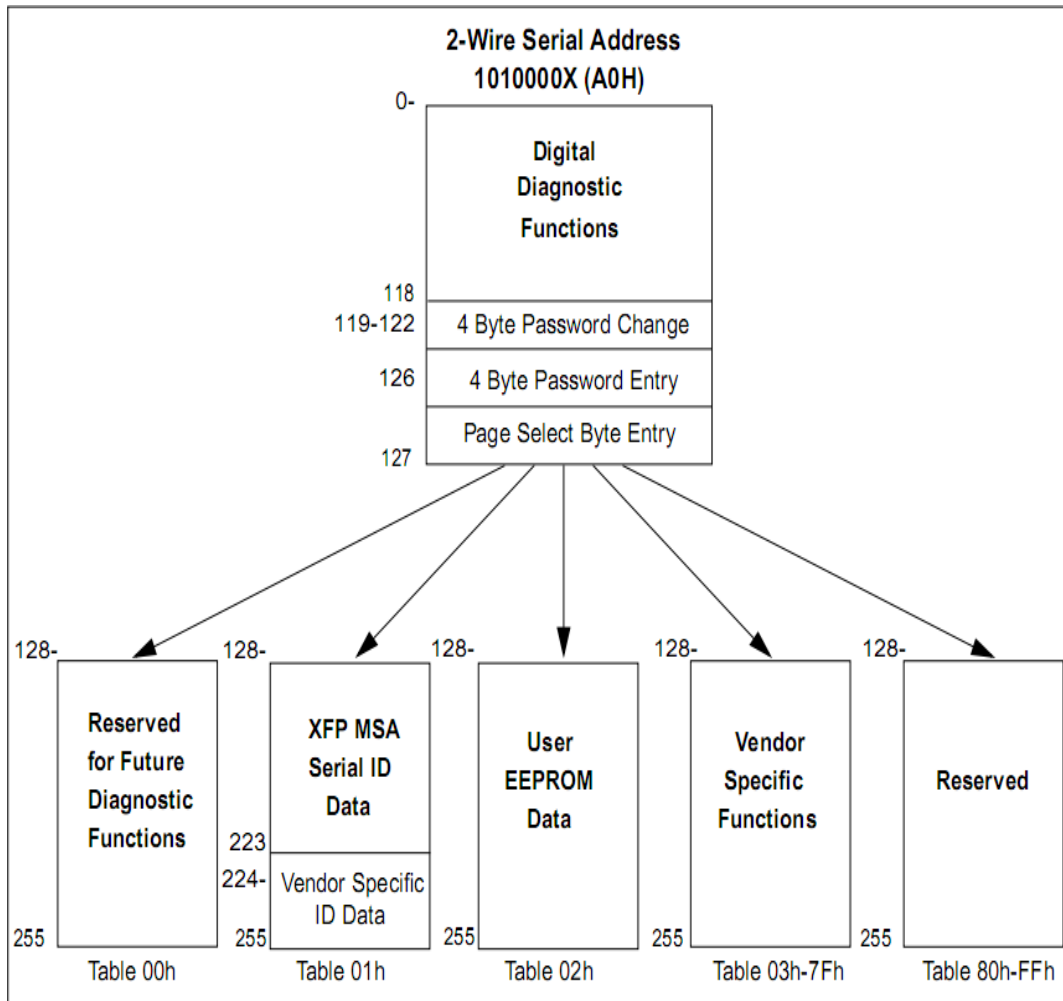 2-Wire Serial Address
1010000X (A0H)
0-
Digital
Diagnostic
Functions
118
119-122
4 Byte Password Change
126
4 Byte Password Entry
Page Select Byte Entry
127
128-
128-
128-
128-
128-
Reserved
for Future
Diagnostic
Functions
255
Table 00h
XFP MSA
Serial ID
Data
223
224-
Vendor Specific
ID Data
255
Table 01h
User
EEPROM
Data
255
Table 02h
Vendor
Specific
Functions
255
Table 03h-7Fh
Reserved
255
Table 80h-FFh